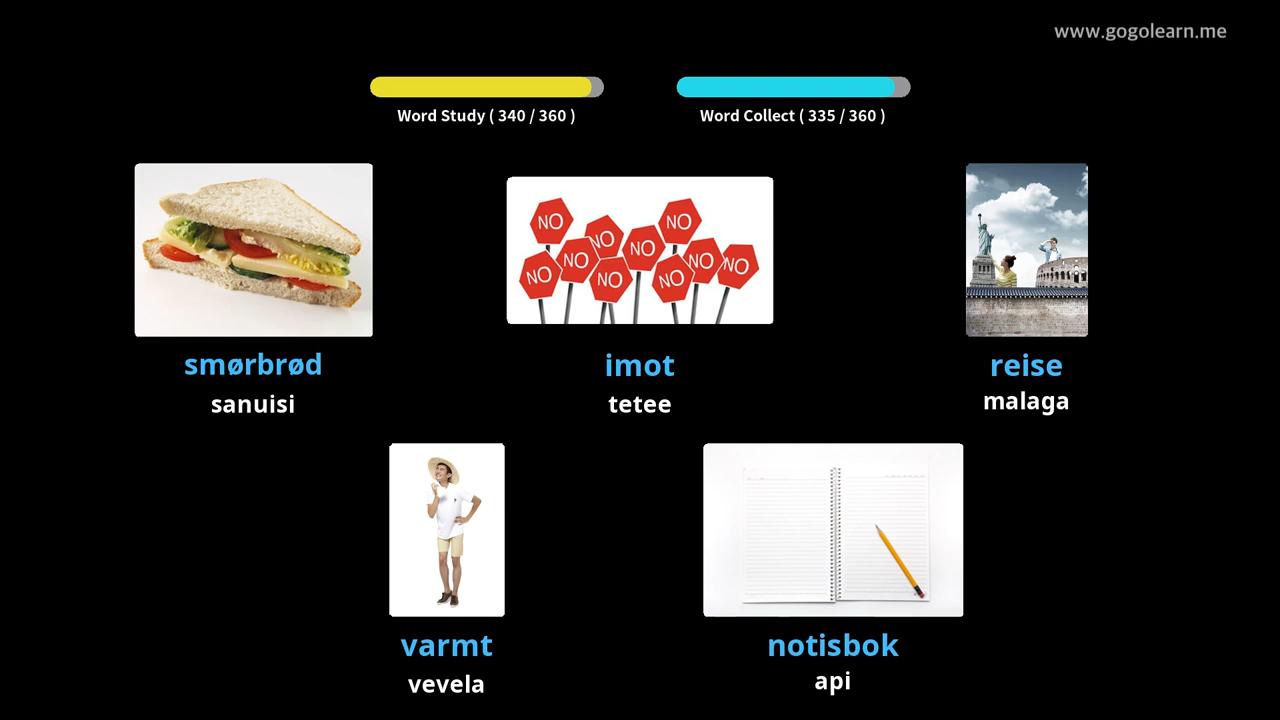 www.gogolearn.me
Word Study ( 340 / 360 )
Word Collect ( 335 / 360 )
NO
NO
NO
NO
NO
NO
NO
NO
NO
NO
smørbrød
sanuisi
imot
tetee
reise
malaga
varmt
vevela
notisbok
api